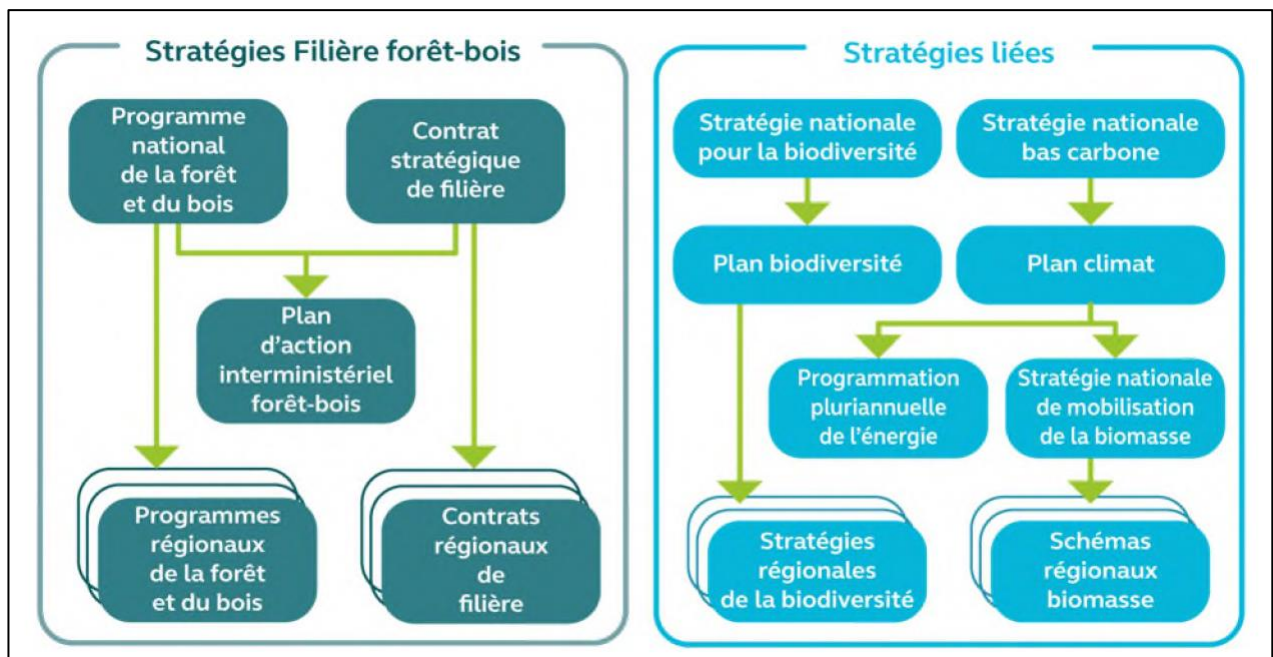 Stratégies Filière forêt-bois
Programme
national
de la forêt
et du bois
Contrat
stratégique
de filière
Plan
d'action
interministériel
forêt-bois
Programmes
régionaux
de la forêt
et du bois
Contrats
régionaux
de
filière
Stratégies liées
Stratégie nationale
pour la biodiversité
Stratégie nationale
bas carbone
Plan biodiversité
Plan climat
Programmation
pluriannuelle
de l'énergie
Stratégie nationale
de mobilisation
de la biomasse
Stratégies
régionales
de la biodiversité
Schémas
régionaux
biomasse